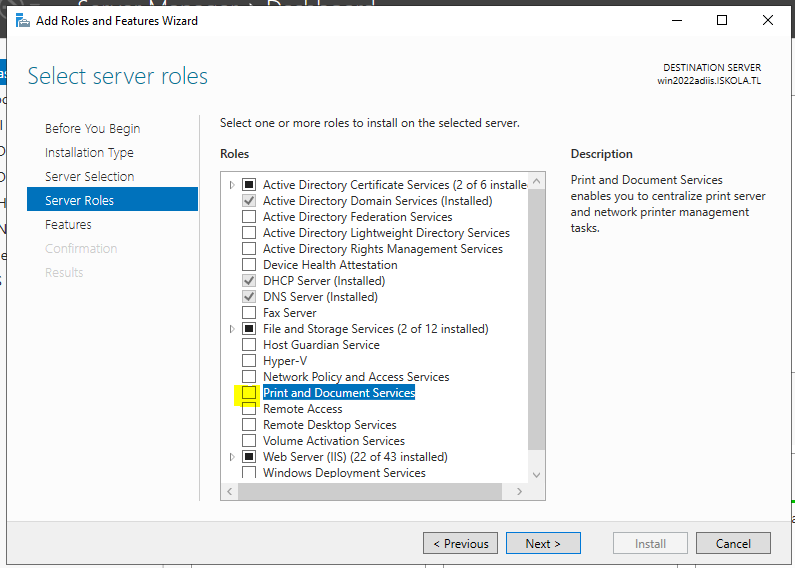 Add Roles and Features Wizard
Select server roles
DESTINATION SERVER
win2022adiis.ISKOLA.TL
Before You Begin
Installation Type
Server Selection
Server Roles
Features
Confirmation
Results
Select one or more roles to install on the selected server.
Roles
Active Directory Certificate Services (2 of 6 installe
Active Directory Domain Services (Installed)
Active Directory Federation Services
Active Directory Lightweight Directory Services
Active Directory Rights Management Services
Device Health Attestation
DHCP Server (Installed)
DNS Server (Installed)
Fax Server
File and Storage Services (2 of 12 installed)
Host Guardian Service
Hyper-V
Network Policy and Access Services
Print and Document Services
Remote Access
Remote Desktop Services
Volume Activation Services
Web Server (IIS) (22 of 43 installed)
Windows Deployment Services
Description
Print and Document Services
enables you to centralize print server
and network printer management
tasks.
< Previous
Next >
Install
Cancel